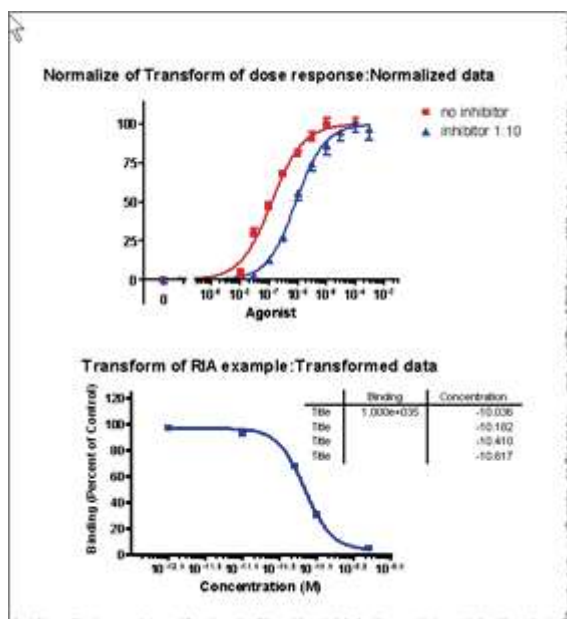 Normalize of Transform of dose response:Normalized data
no inhibitor
inhibitor 1:10
100
75
50
25
0
0
Agonist
Transform of RIA example:Transformed data
Binding Concentration
Title 1.000e+035 -10.036
Title -10.182
Title -10.410
Title -10.617
Binding (Percent of Control)
120
100
80
60
40
20
0
Concentration (M)